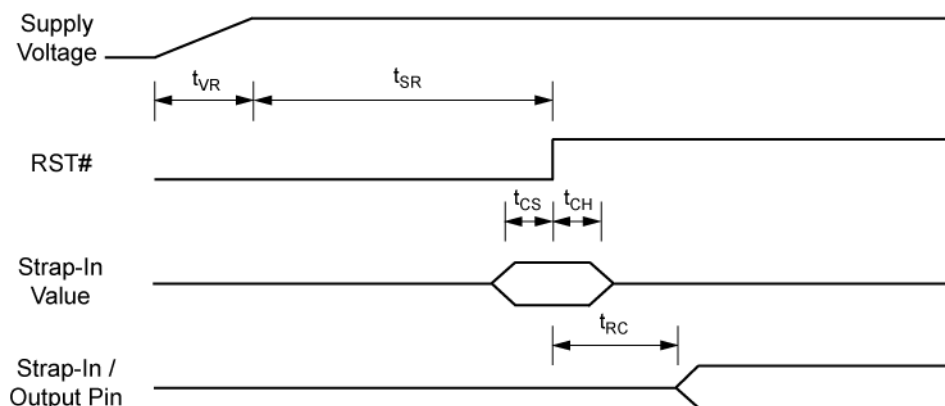 Supply
Voltage
tVR
tSR
RST#
tCS
tCH
Strap-In
Value
tRC
Strap-In /
Output Pin